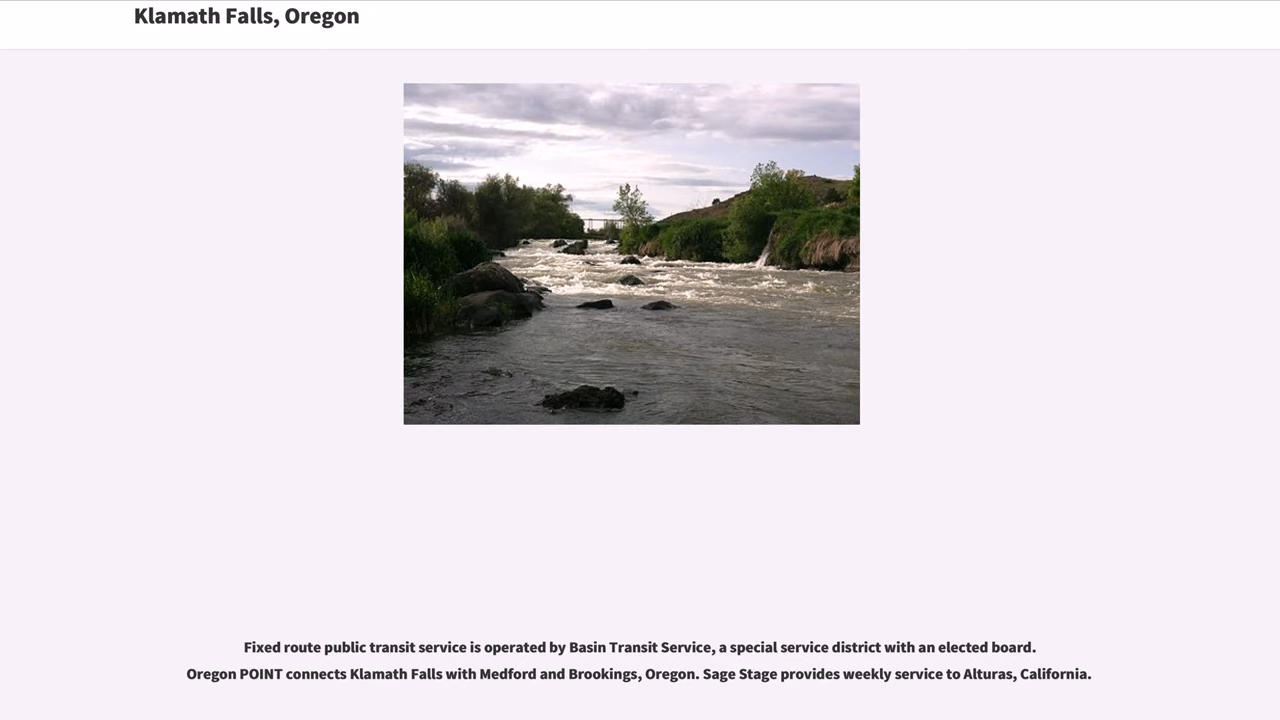 Klamath Falls, Oregon
Fixed route public transit service is operated by Basin Transit Service, a special service district with an elected board.
Oregon POINT connects Klamath Falls with Medford and Brookings, Oregon. Sage Stage provides weekly service to Alturas, California.